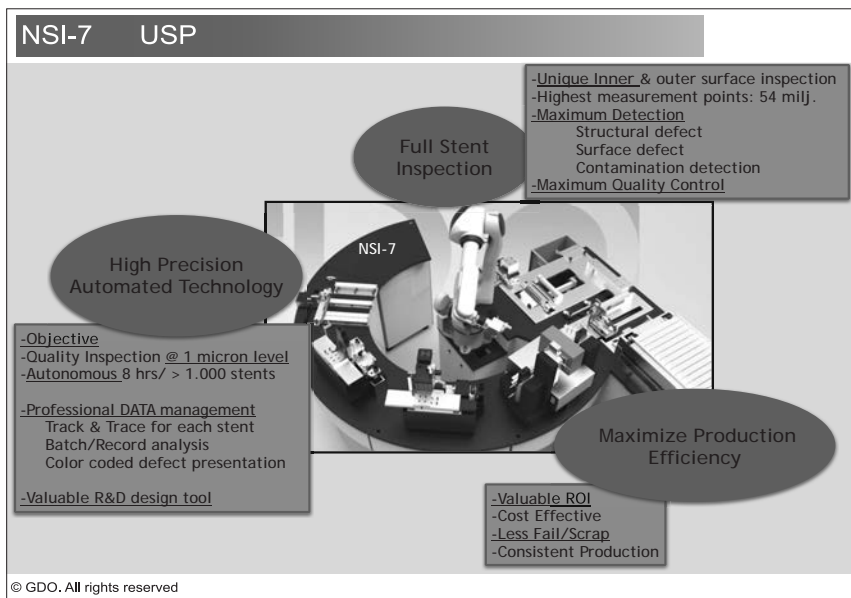 NSI-7 USP
Full Stent
Inspection
-Unique Inner & outer surface inspection
-Highest measurement points: 54 milj.
-Maximum Detection
Structural defect
Surface defect
Contamination detection
-Maximum Quality Control
NSI-7
High Precision
Automated Technology
-Objective
-Quality Inspection @ 1 micron level
-Autonomous 8 hrs/ > 1.000 stents
-Professional DATA management
Track & Trace for each stent
Batch/Record analysis
Color coded defect presentation
-Valuable R&D design tool
Maximize Production
Efficiency
-Valuable ROI
-Cost Effective
-Less Fail/Scrap
-Consistent Production
© GDO. All rights reserved